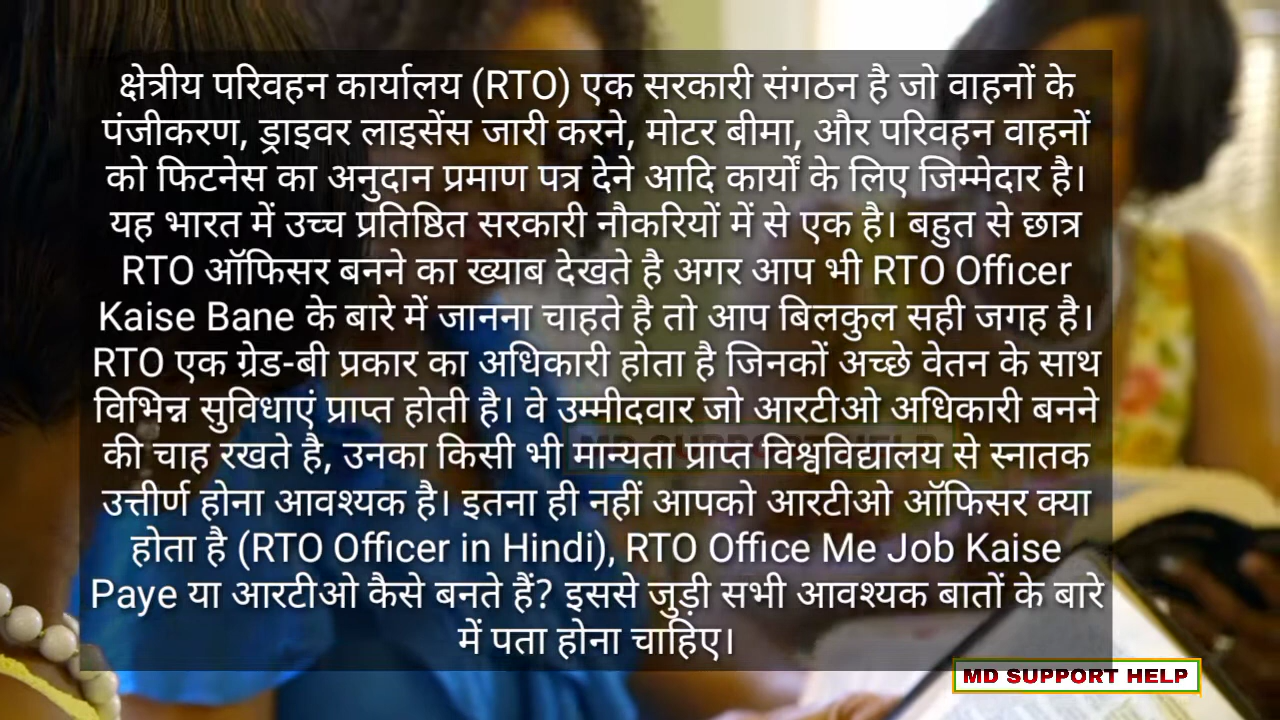 क्षेत्रीय परिवहन कार्यालय (RTO) एक सरकारी संगठन है जो वाहनों के
पंजीकरण, ड्राइवर लाइसेंस जारी करने, मोटर बीमा, और परिवहन वाहनों
को फिटनेस का अनुदान प्रमाण पत्र देने आदि कार्यों के लिए जिम्मेदार है।
यह भारत में उच्च प्रतिष्ठित सरकारी नौकरियों में से एक है। बहुत से छात्र
RTO ऑफिसर बनने का ख्याब देखते है अगर आप भी RTO Officer
Kaise Bane के बारे में जानना चाहते है तो आप बिलकुल सही जगह है।
RTO एक ग्रेड-बी प्रकार का अधिकारी होता है जिनकों अच्छे वेतन के साथ
विभिन्न सुविधाएं प्राप्त होती है। वे उम्मीदवार जो आरटीओ अधिकारी बनने
की चाह रखते है, उनका किसी भी मान्यता प्राप्त विश्वविद्यालय से स्नातक
उत्तीर्ण होना आवश्यक है। इतना ही नहीं आपको आरटीओ ऑफिसर क्या
होता है (RTO Officer in Hindi), RTO Office Me Job Kaise
Paye या आरटीओ कैसे बनते हैं? इससे जुड़ी सभी आवश्यक बातों के बारे
में पता होना चाहिए।
MD SUPPORT HELP
MD SUPPORT HELP